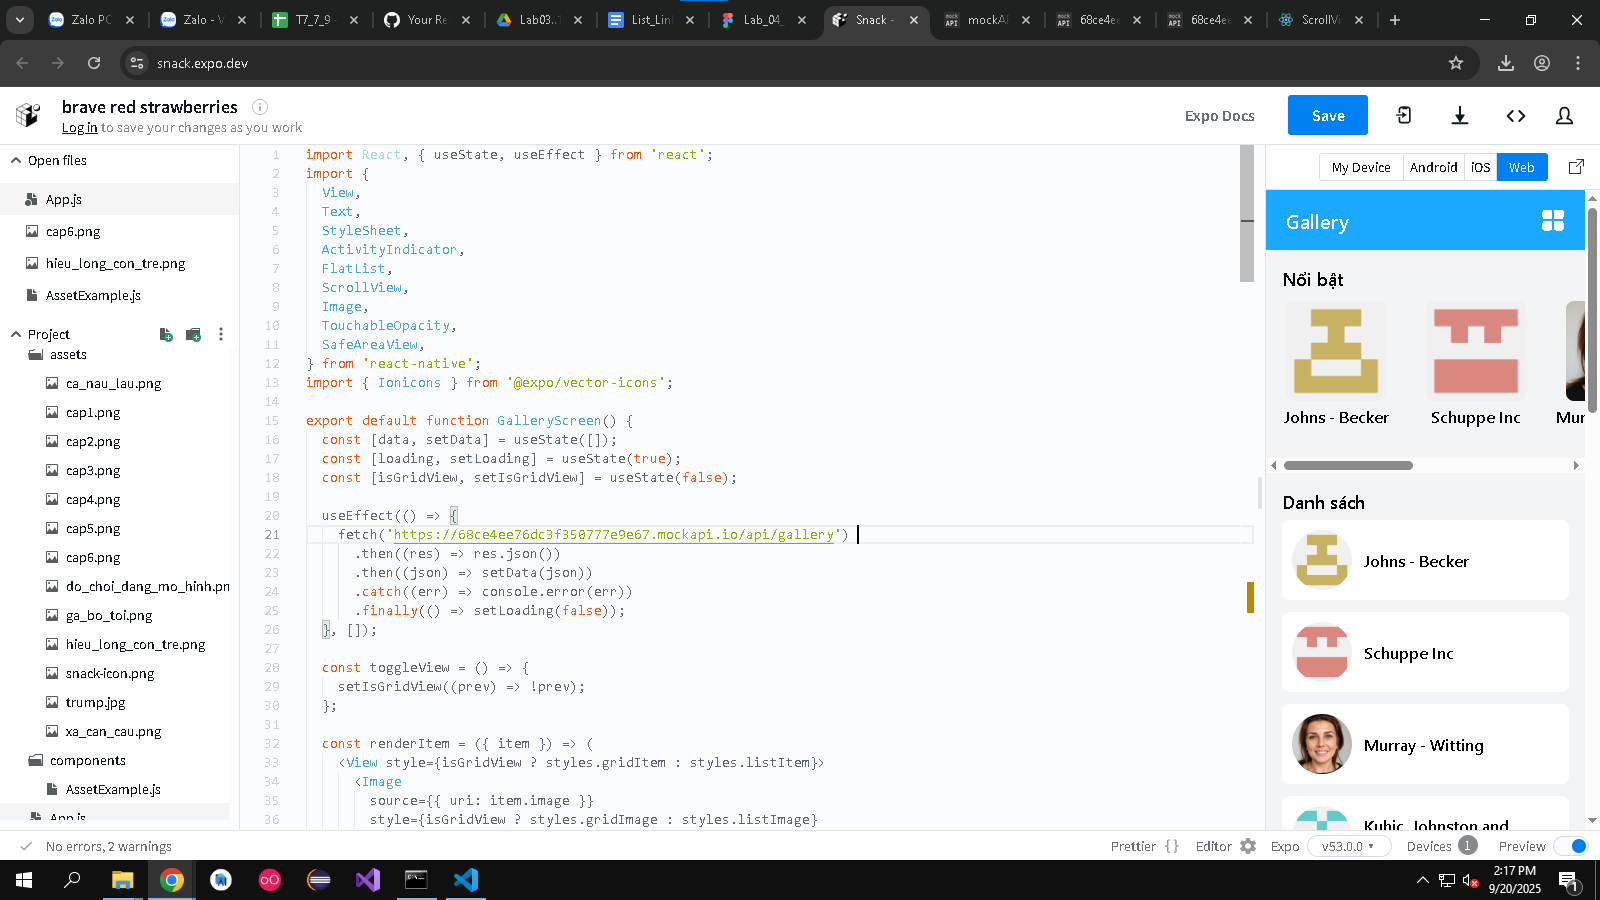 Zalo PC
Zalo - V
T7_7_9 -
Your Re
Lab03..1
List_Lin
Lab_04_
Snack -
mockAP
68ce4ee
68ce4ee
ScrollVi
snack.expo.dev
brave red strawberries
Log in to save your changes as you work
Expo Docs
Save
Open files
App.js
cap6.png
hieu_long_con_tre.png
AssetExample.js
Project
assets
ca_nau_lau.png
cap1.png
cap2.png
cap3.png
cap4.png
cap5.png
cap6.png
do_choi_dang_mo_hinh.pn
ga_bo_toi.png
hieu_long_con_tre.png
snack-icon.png
trump.jpg
xa_can_cau.png
components
AssetExample.js
App.js
1 import React, { useState, useEffect } from 'react';
2 import {
3 View,
4 Text,
5 StyleSheet,
6 ActivityIndicator,
7 FlatList,
8 ScrollView,
9 Image,
10 TouchableOpacity,
11 SafeAreaView,
12 } from 'react-native';
13 import { Ionicons } from '@expo/vector-icons';
14
15 export default function GalleryScreen() {
16 const [data, setData] = useState([]);
17 const [loading, setLoading] = useState(true);
18 const [isGridView, setIsGridView] = useState(false);
19
20 useEffect(() => {
21 fetch('https://68ce4ee76dc3f350777e9e67.mockapi.io/api/gallery')
22 .then((res) => res.json())
23 .then((json) => setData(json))
24 .catch((err) => console.error(err))
25 .finally(() => setLoading(false));
26 }, []);
27
28 const toggleView = () => {
29 setIsGridView((prev) => !prev);
30 };
31
32 const renderItem = ({ item }) => (
33 <View style={isGridView ? styles.gridItem : styles.listItem}>
34 <Image
35 source={{ uri: item.image }}
36 style={isGridView ? styles.gridImage : styles.listImage}
My Device
Android
iOS
Web
Gallery
Nổi bật
Johns - Becker
Schuppe Inc
Mur
Danh sách
Johns - Becker
Schuppe Inc
Murray - Witting
Kuhic, Johnston and
No errors, 2 warnings
Prettier { }
Editor
Expo
v53.0.0
Devices 1
Preview
2:17 PM
9/20/2025
1